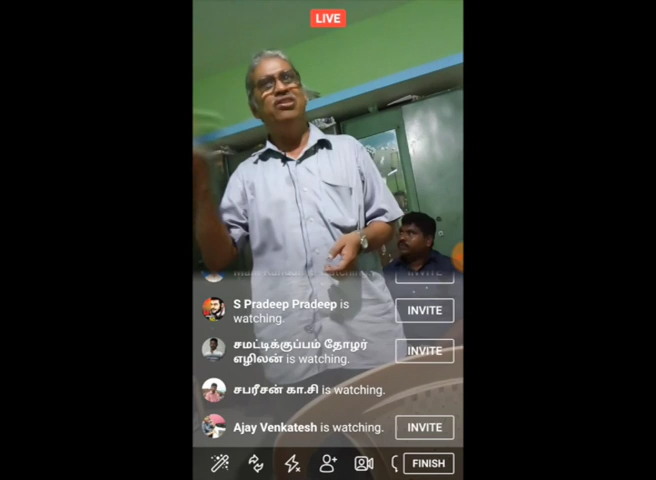 LIVE
INVITE
S Pradeep Pradeep is
watching.
INVITE
சமட்டிக்குப்பம் தோழர்
எழிலன் is watching.
INVITE
சபரீசன் கா.சி is watching.
Ajay Venkatesh is watching.
INVITE
FINISH